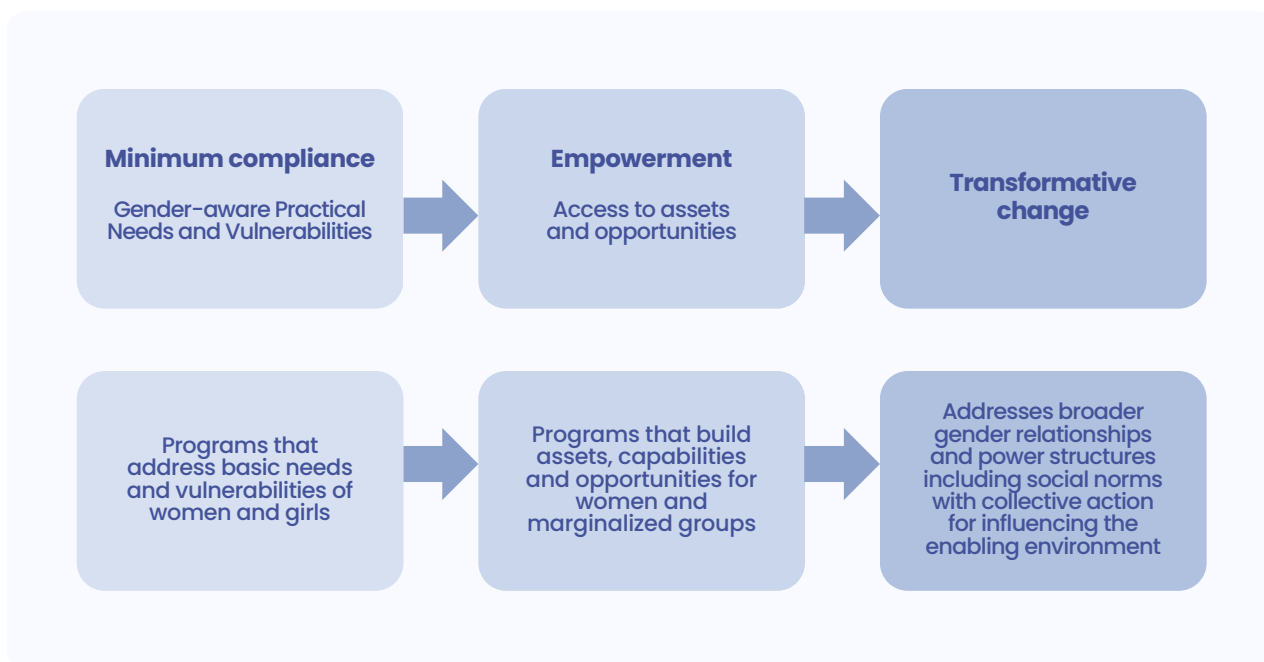 Minimum compliance
Gender-aware Practical
Needs and Vulnerabilities
Empowerment
Access to assets
and opportunities
Transformative
change
Programs that
address basic needs
and vulnerabilities of
women and girls
Programs that build
assets, capabilities
and opportunities for
women and
marginalized groups
Addresses broader
gender relationships
and power structures
including social norms
with collective action
for influencing the
enabling environment